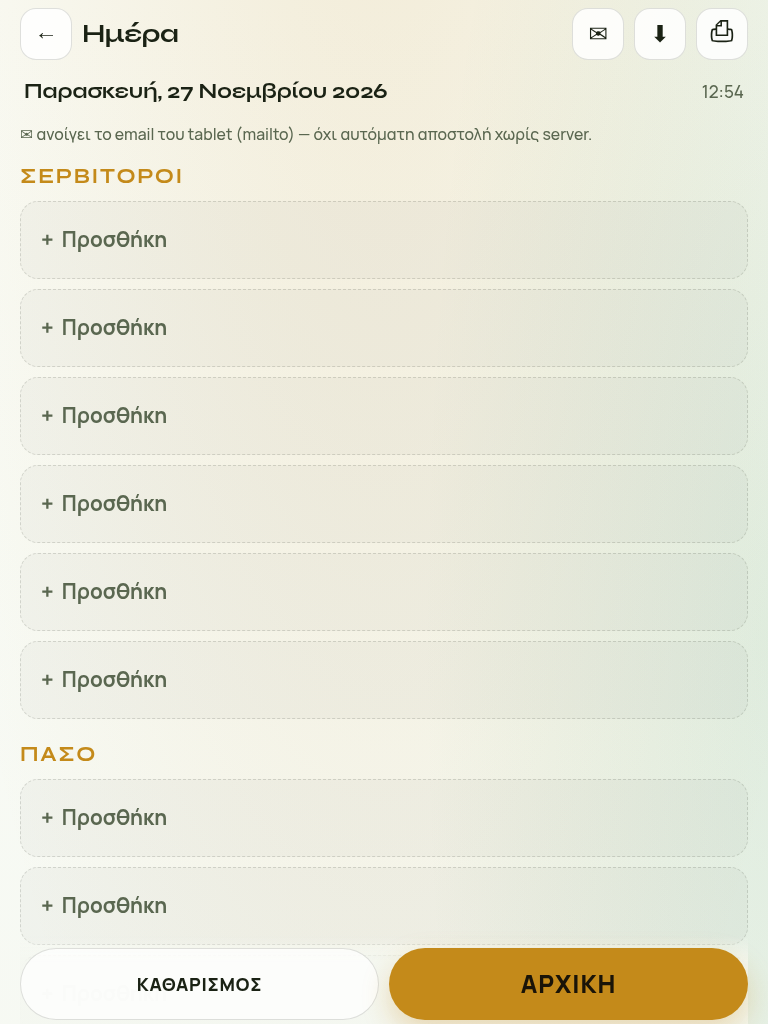 ← Ημέρα ✉ ⬇ ⎙
Παρασκευή, 27 Νοεμβρίου 2026 12:54
✉ ανοίγει το email του tablet (mailto) — όχι αυτόματη αποστολή χωρίς server.
ΣΕΡΒΙΤΟΡΟΙ
+ Προσθήκη
+ Προσθήκη
+ Προσθήκη
+ Προσθήκη
+ Προσθήκη
+ Προσθήκη
ΠΑΣΟ
+ Προσθήκη
+ Προσθήκη
+ Προσθήκη
ΚΑΘΑΡΙΣΜΟΣ ΑΡΧΙΚΗ